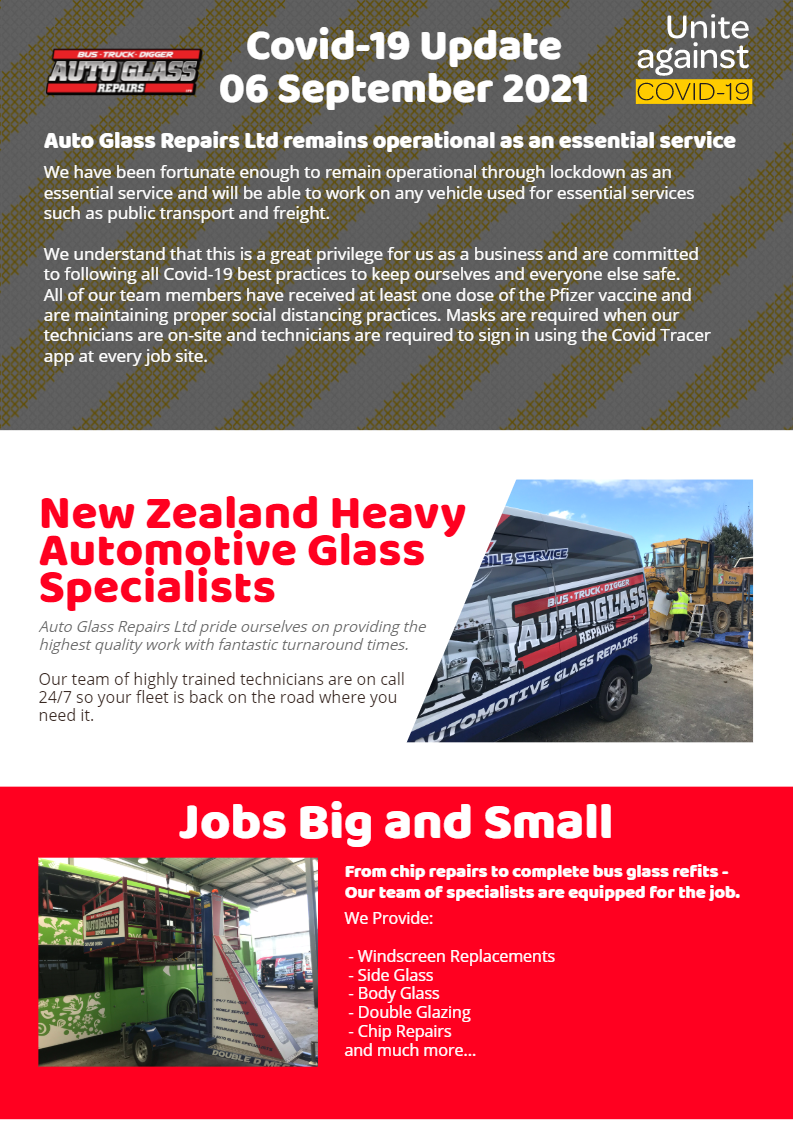 BUS · TRUCK · DIGGER
AUTO GLASS
REPAIRS
Covid-19 Update
06 September 2021
Unite
against
COVID-19
Auto Glass Repairs Ltd remains operational as an essential service
We have been fortunate enough to remain operational through lockdown as an
essential service and will be able to work on any vehicle used for essential services
such as public transport and freight.
We understand that this is a great privilege for us as a business and are committed
to following all Covid-19 best practices to keep ourselves and everyone else safe.
All of our team members have received at least one dose of the Pfizer vaccine and
are maintaining proper social distancing practices. Masks are required when our
technicians are on-site and technicians are required to sign in using the Covid Tracer
app at every job site.
New Zealand Heavy
Automotive Glass
Specialists
Auto Glass Repairs Ltd pride ourselves on providing the
highest quality work with fantastic turnaround times.
Our team of highly trained technicians are on call
24/7 so your fleet is back on the road where you
need it.
BILE SERVICE
BUS · TRUCK · DIGGER
AUTO GLASS
REPAIRS
AUTOMOTIVE GLASS REPAIRS
Jobs Big and Small
AUTO GLASS
DOUBLE D
From chip repairs to complete bus glass refits -
Our team of specialists are equipped for the job.
We Provide:
- Windscreen Replacements
- Side Glass
- Body Glass
- Double Glazing
- Chip Repairs
and much more...